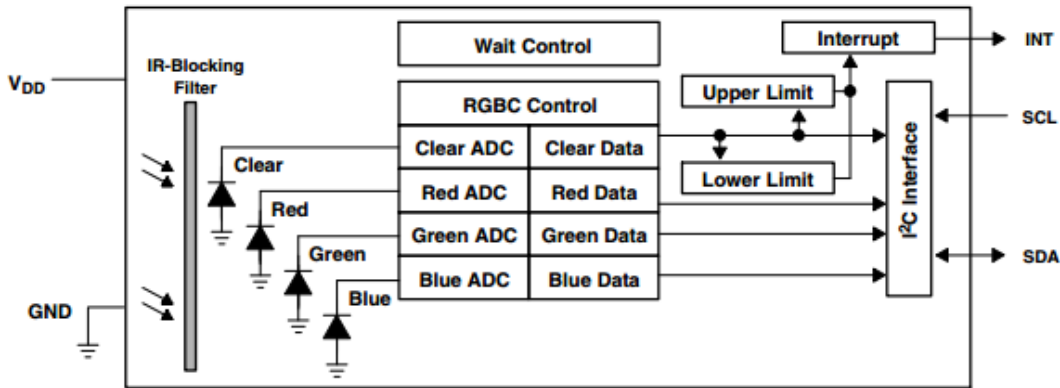 Wait Control
Interrupt
INT
V_DD
IR-Blocking
Filter
RGBC Control
Upper Limit
SCL
Clear ADC
Clear Data
Clear
Lower Limit
Red ADC
Red Data
Red
I²C Interface
Green ADC
Green Data
Green
SDA
Blue ADC
Blue Data
Blue
GND